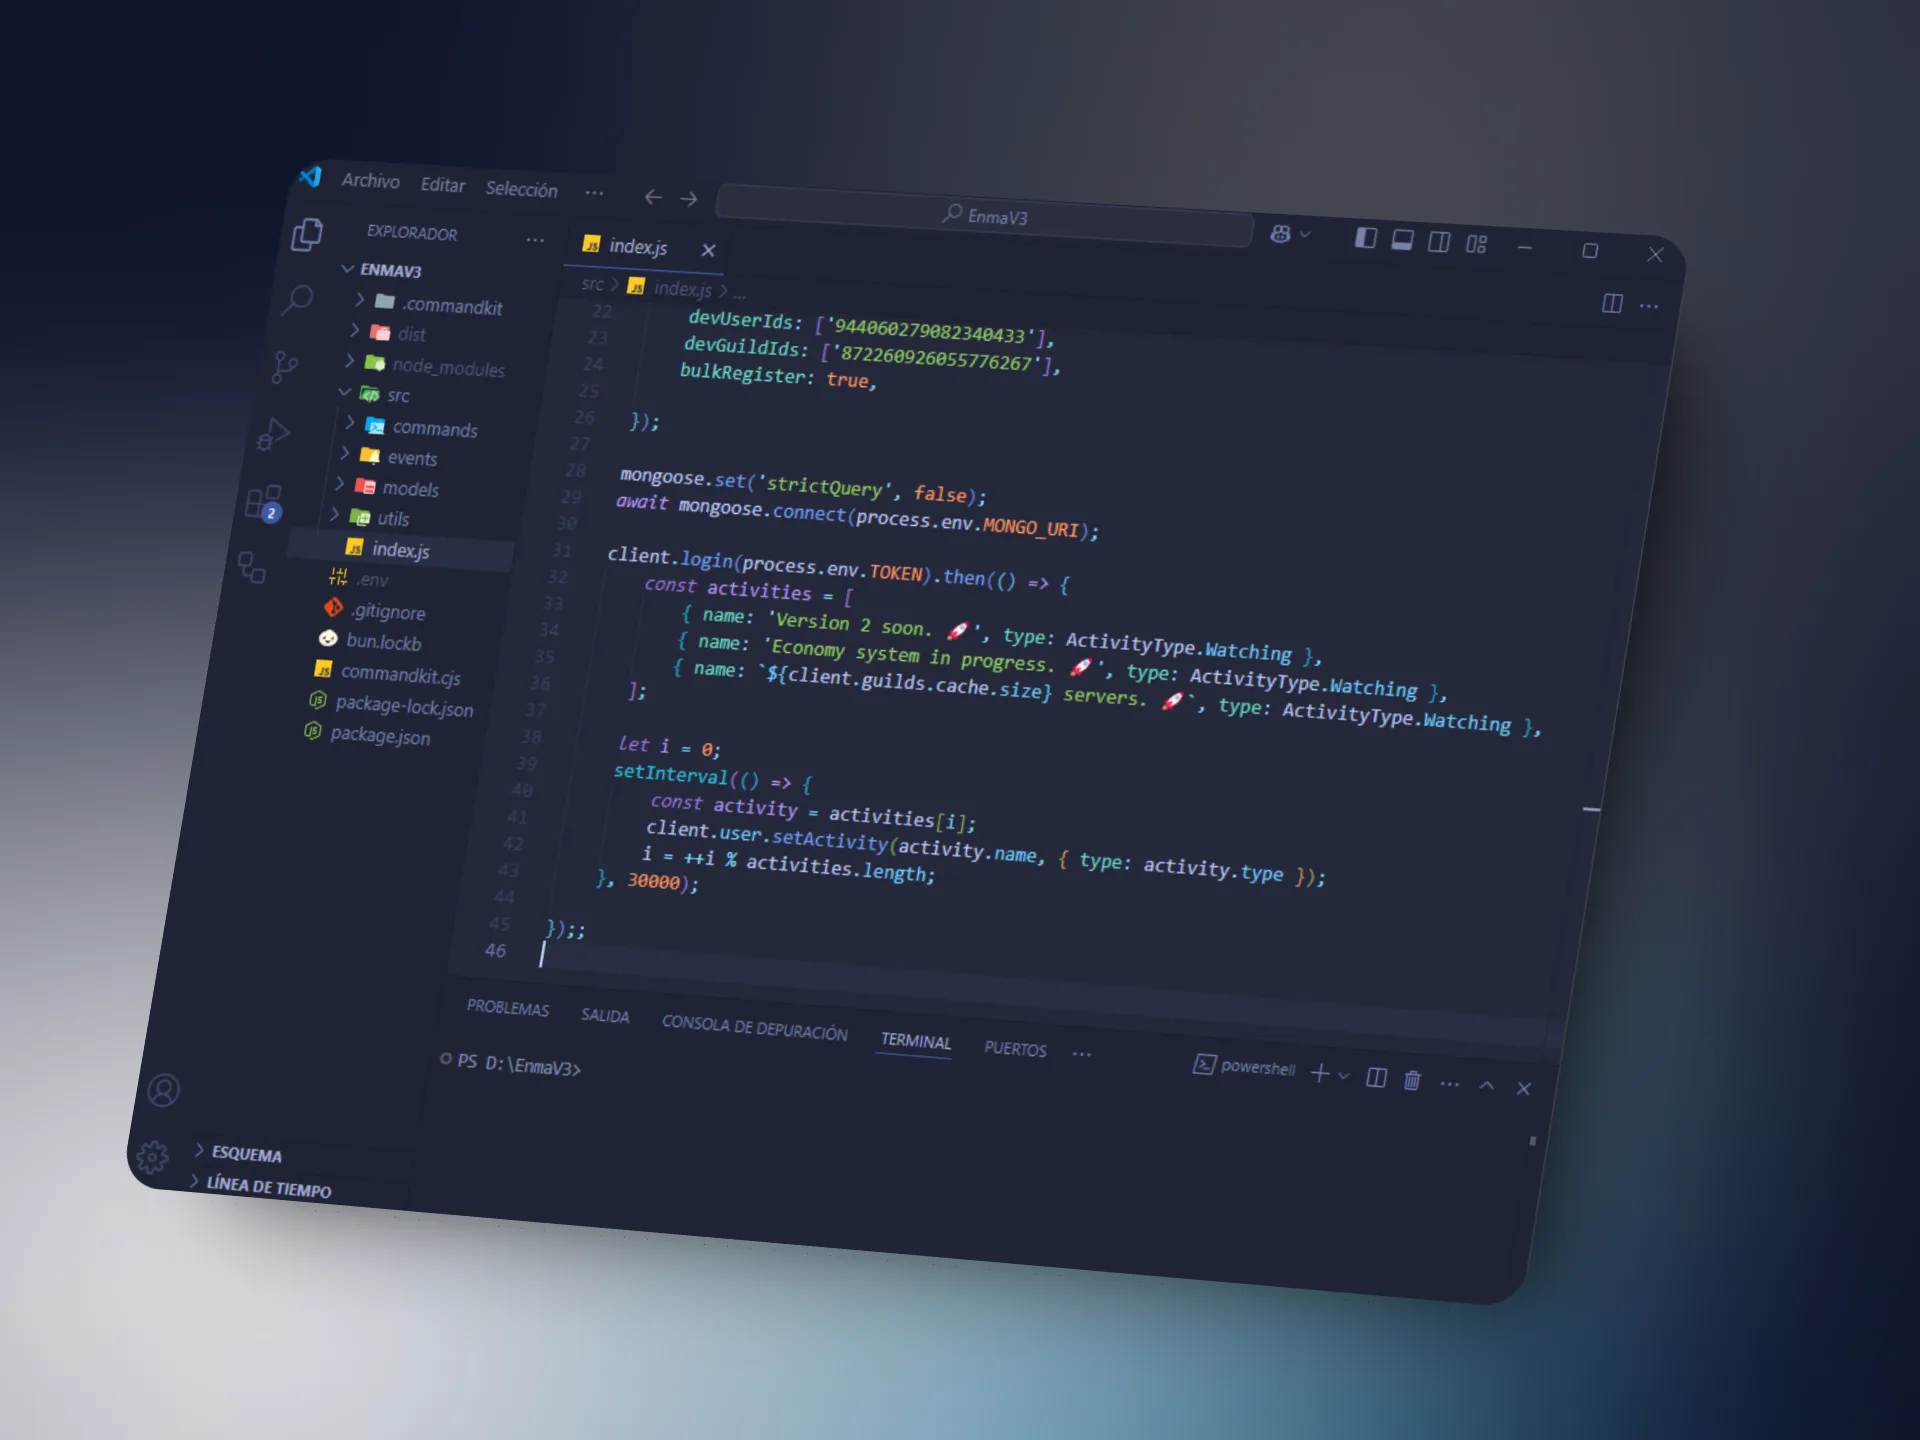 Archivo Editar Selección ...
EnmaV3
EXPLORADOR ...
ENMAV3
.commandkit
dist
node_modules
src
commands
events
models
utils
index.js
.env
.gitignore
bun.lockb
commandkit.cjs
package-lock.json
package.json
2
ESQUEMA
LÍNEA DE TIEMPO
index.js
src > index.js > ...
22 devUserIds: ['944060279082340433'],
23 devGuildIds: ['872260926055776267'],
24 bulkRegister: true,
25
26 });
27
28 mongoose.set('strictQuery', false);
29 await mongoose.connect(process.env.MONGO_URI);
30
31 client.login(process.env.TOKEN).then(() => {
32 const activities = [
33 { name: 'Version 2 soon. 🚀', type: ActivityType.Watching },
34 { name: 'Economy system in progress. 🚀', type: ActivityType.Watching },
35 { name: `${client.guilds.cache.size} servers. 🚀`, type: ActivityType.Watching },
36 ];
37
38 let i = 0;
39 setInterval(() => {
40 const activity = activities[i];
41 client.user.setActivity(activity.name, { type: activity.type });
42 i = ++i % activities.length;
43 }, 30000);
44
45 });;
46
PROBLEMAS SALIDA CONSOLA DE DEPURACIÓN TERMINAL PUERTOS ...
powershell
PS D:\EnmaV3>